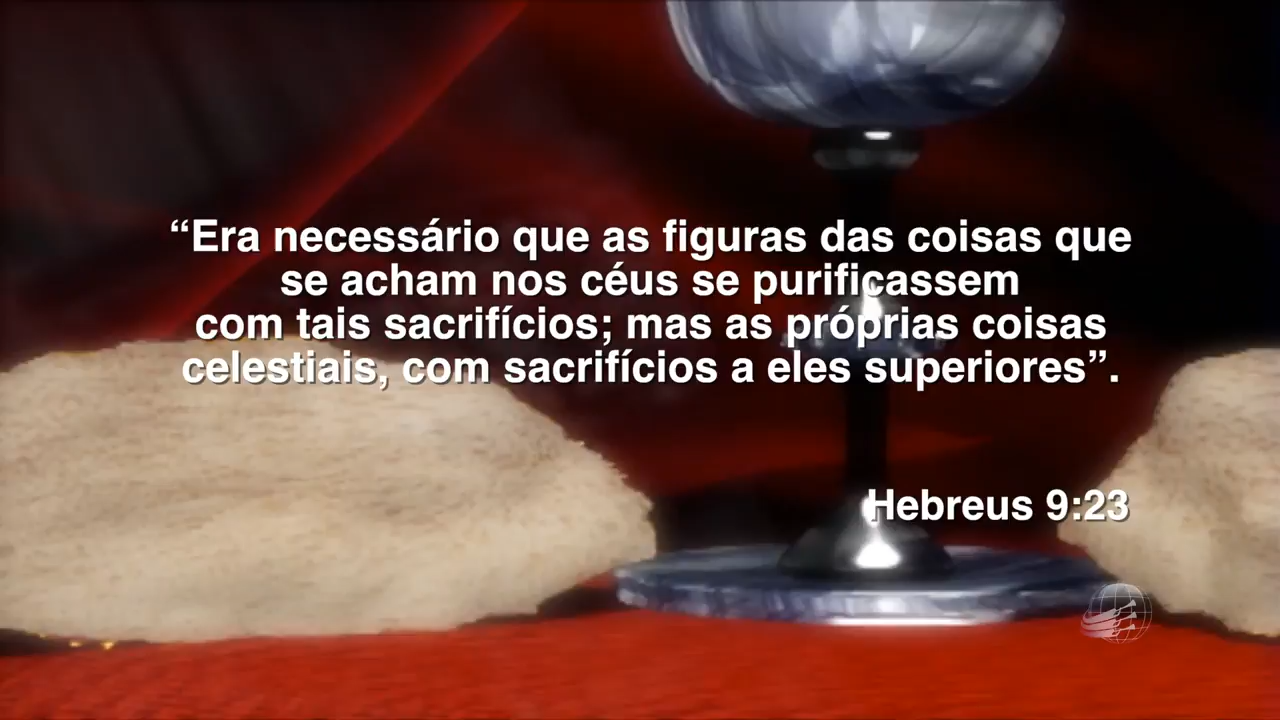 “Era necessário que as figuras das coisas que
se acham nos céus se purificassem
com tais sacrifícios; mas as próprias coisas
celestiais, com sacrifícios a eles superiores”.
Hebreus 9:23